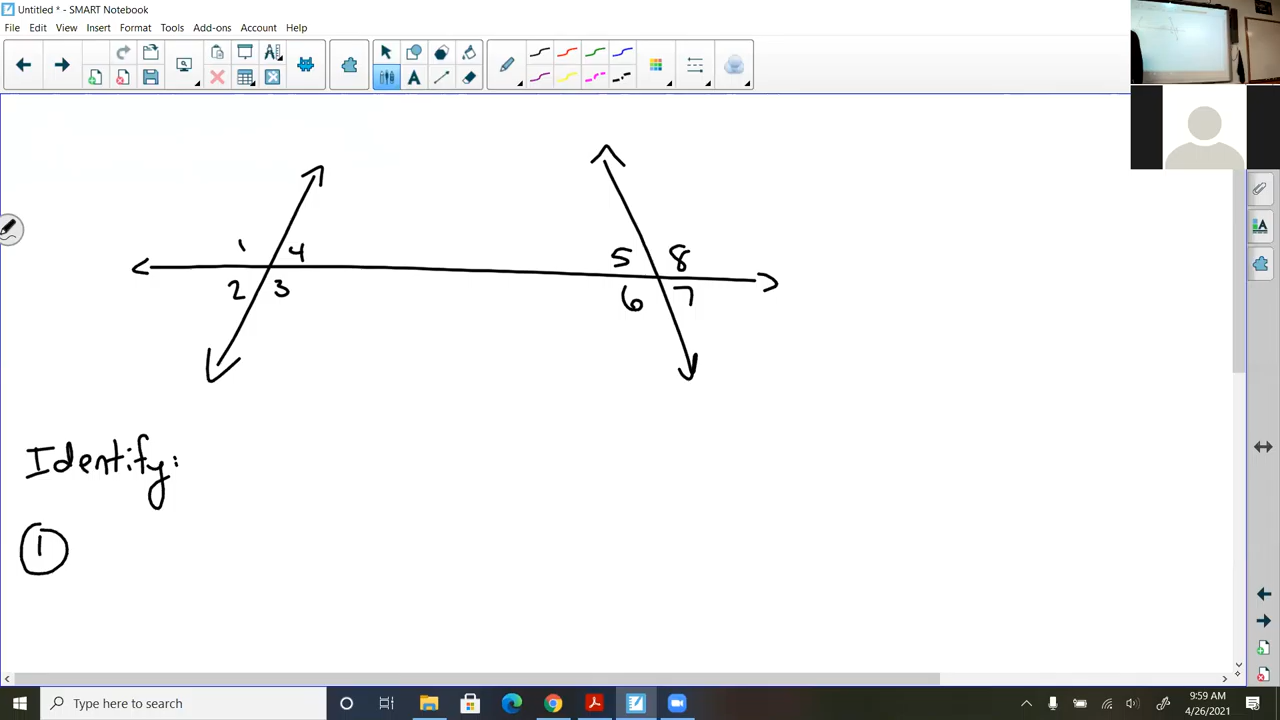 Untitled * - SMART Notebook
File Edit View Insert Format Tools Add-ons Account Help
1 4 5 8
2 3 6 7
Identify:
1
Type here to search
9:59 AM
4/26/2021